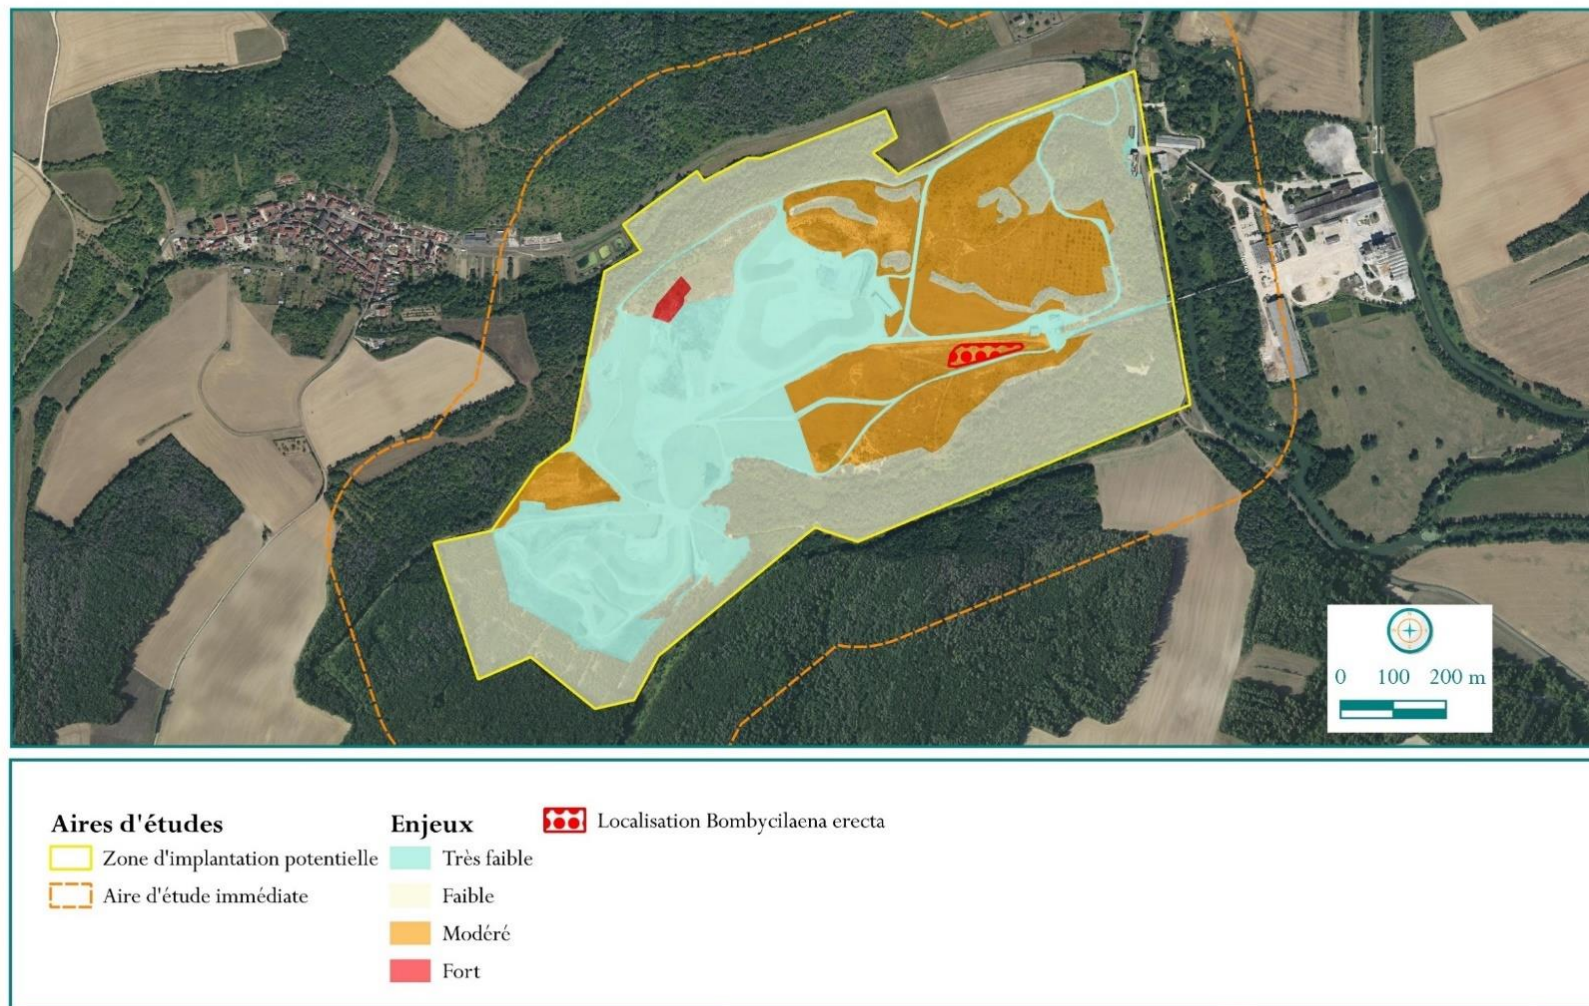 0 100 200 m
Aires d'études
Zone d'implantation potentielle
Aire d'étude immédiate
Enjeux
Très faible
Faible
Modéré
Fort
Localisation Bombycilaena erecta